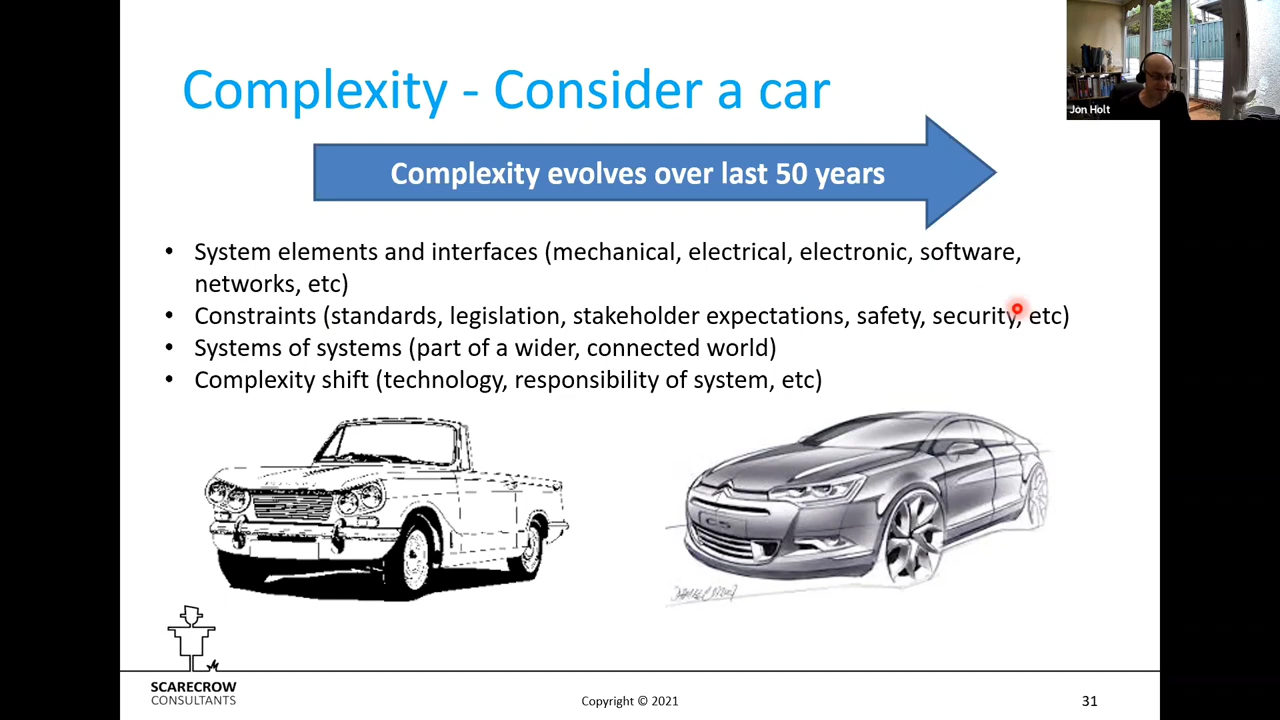 Complexity - Consider a car
Jon Holt
Complexity evolves over last 50 years
• System elements and interfaces (mechanical, electrical, electronic, software,
networks, etc)
• Constraints (standards, legislation, stakeholder expectations, safety, security, etc)
• Systems of systems (part of a wider, connected world)
• Complexity shift (technology, responsibility of system, etc)
C5
SCARECROW
CONSULTANTS
Copyright © 2021
31